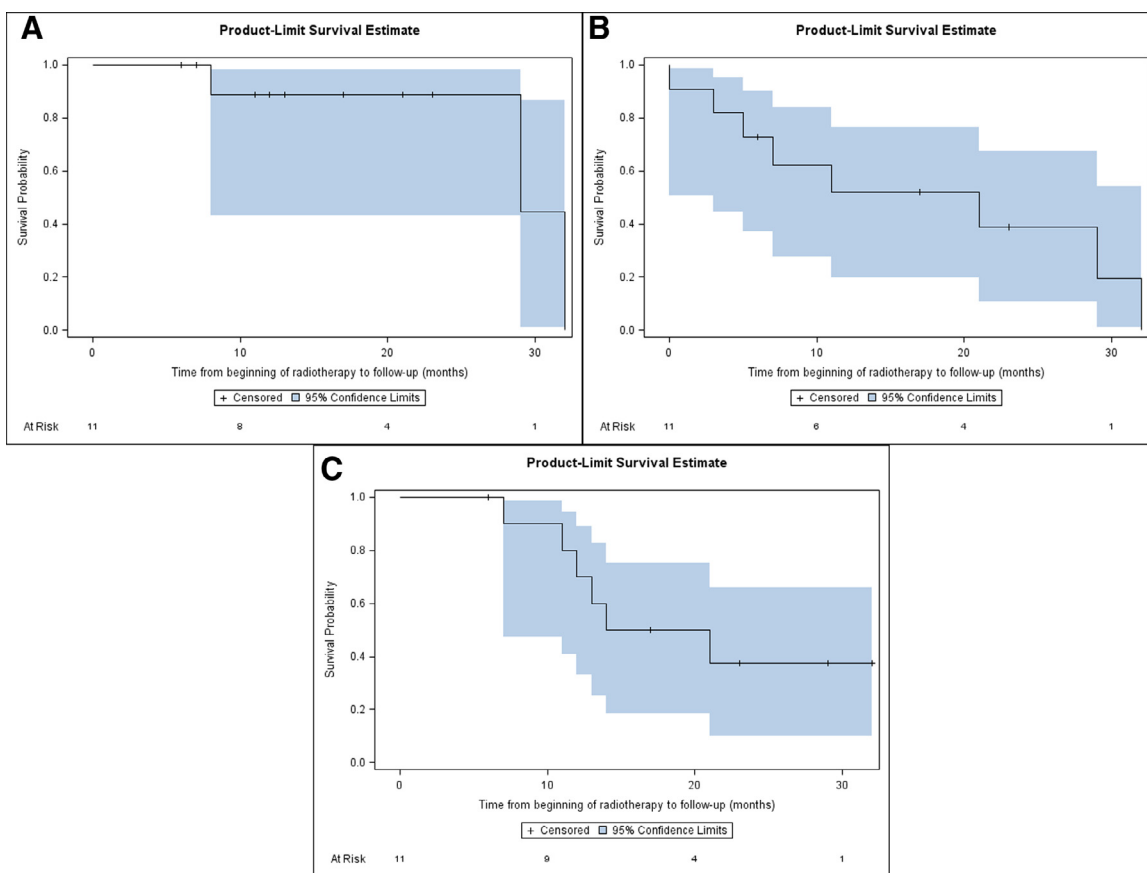 A
Product-Limit Survival Estimate
1.0
0.8
0.6
0.4
0.2
0.0
Survival Probability
0 10 20 30
Time from beginning of radiotherapy to follow-up (months)
+ Censored 95% Confidence Limits
At Risk 11 8 4 1
B
Product-Limit Survival Estimate
1.0
0.8
0.6
0.4
0.2
0.0
Survival Probability
0 10 20 30
Time from beginning of radiotherapy to follow-up (months)
+ Censored 95% Confidence Limits
At Risk 11 6 4 1
C
Product-Limit Survival Estimate
1.0
0.8
0.6
0.4
0.2
0.0
Survival Probability
0 10 20 30
Time from beginning of radiotherapy to follow-up (months)
+ Censored 95% Confidence Limits
At Risk 11 9 4 1